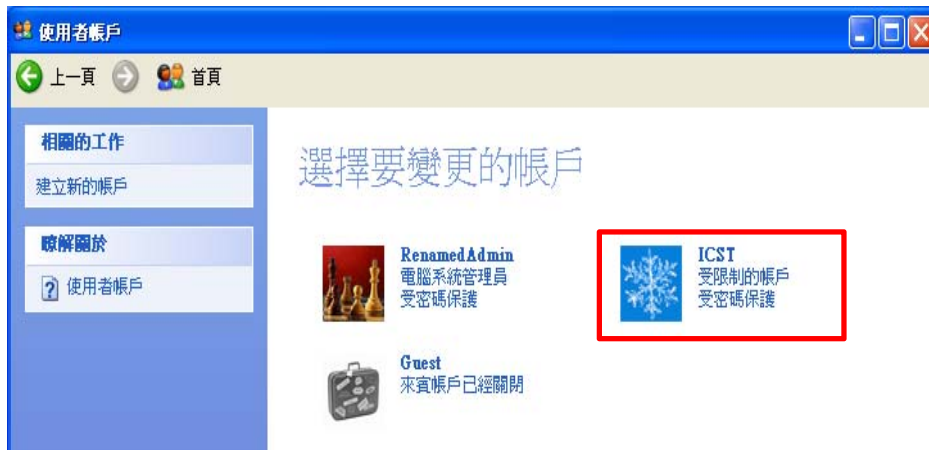 使用者帳戶
上一頁 首頁
相關的工作
建立新的帳戶
瞭解關於
使用者帳戶
選擇要變更的帳戶
RenamedAdmin
電腦系統管理員
受密碼保護
ICST
受限制的帳戶
受密碼保護
Guest
來賓帳戶已經關閉